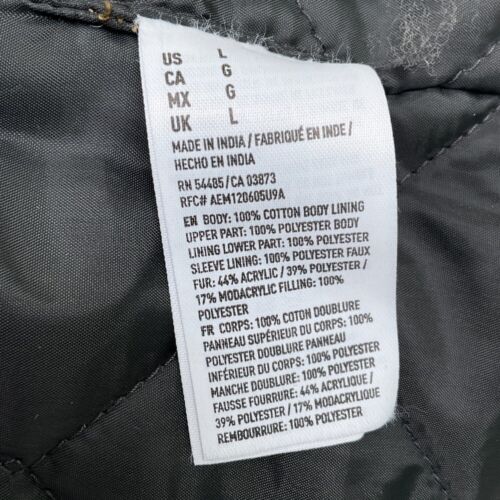 US L
CA G
MX G
UK L
MADE IN INDIA / FABRIQUÉ EN INDE /
HECHO EN INDIA
RN 54485/CA 03873
RFC# AEM120605U9A
EN BODY: 100% COTTON BODY LINING
UPPER PART: 100% POLYESTER BODY
LINING LOWER PART: 100% POLYESTER
SLEEVE LINING: 100% POLYESTER FAUX
FUR: 44% ACRYLIC / 39% POLYESTER /
17% MODACRYLIC FILLING: 100%
POLYESTER
FR CORPS: 100% COTON DOUBLURE
PANNEAU SUPÉRIEUR DU CORPS: 100%
POLYESTER DOUBLURE PANNEAU
INFÉRIEUR DU CORPS: 100% POLYESTER
MANCHE DOUBLURE: 100% POLYESTER
FAUSSE FOURRURE: 44% ACRYLIQUE /
39% POLYESTER / 17% MODACRYLIQUE
REMBOURRURE: 100% POLYESTER